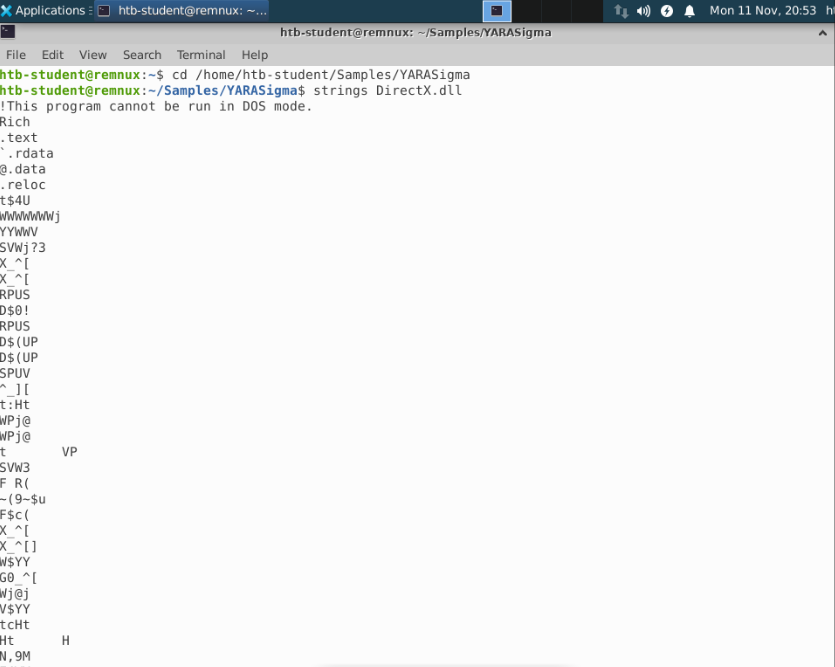 Applications
htb-student@remnux: ~...
Mon 11 Nov, 20:53
ht
htb-student@remnux: ~/Samples/YARASigma
File Edit View Search Terminal Help
htb-student@remnux:~$ cd /home/htb-student/Samples/YARASigma
htb-student@remnux:~/Samples/YARASigma$ strings DirectX.dll
!This program cannot be run in DOS mode.
Rich
.text
`.rdata
@.data
.reloc
t$4U
WWWWWWWj
YYWWV
SVWj?3
X_^[
X_^[
RPUS
D$0!
RPUS
D$(UP
D$(UP
SPUV
^_][
t:Ht
WPj@
WPj@
t VP
SVW3
F R(
~(9~$u
F$c(
X_^[
X_^[]
W$YY
G0_^[
Wj@j
V$YY
tcHt
Ht H
N,9M